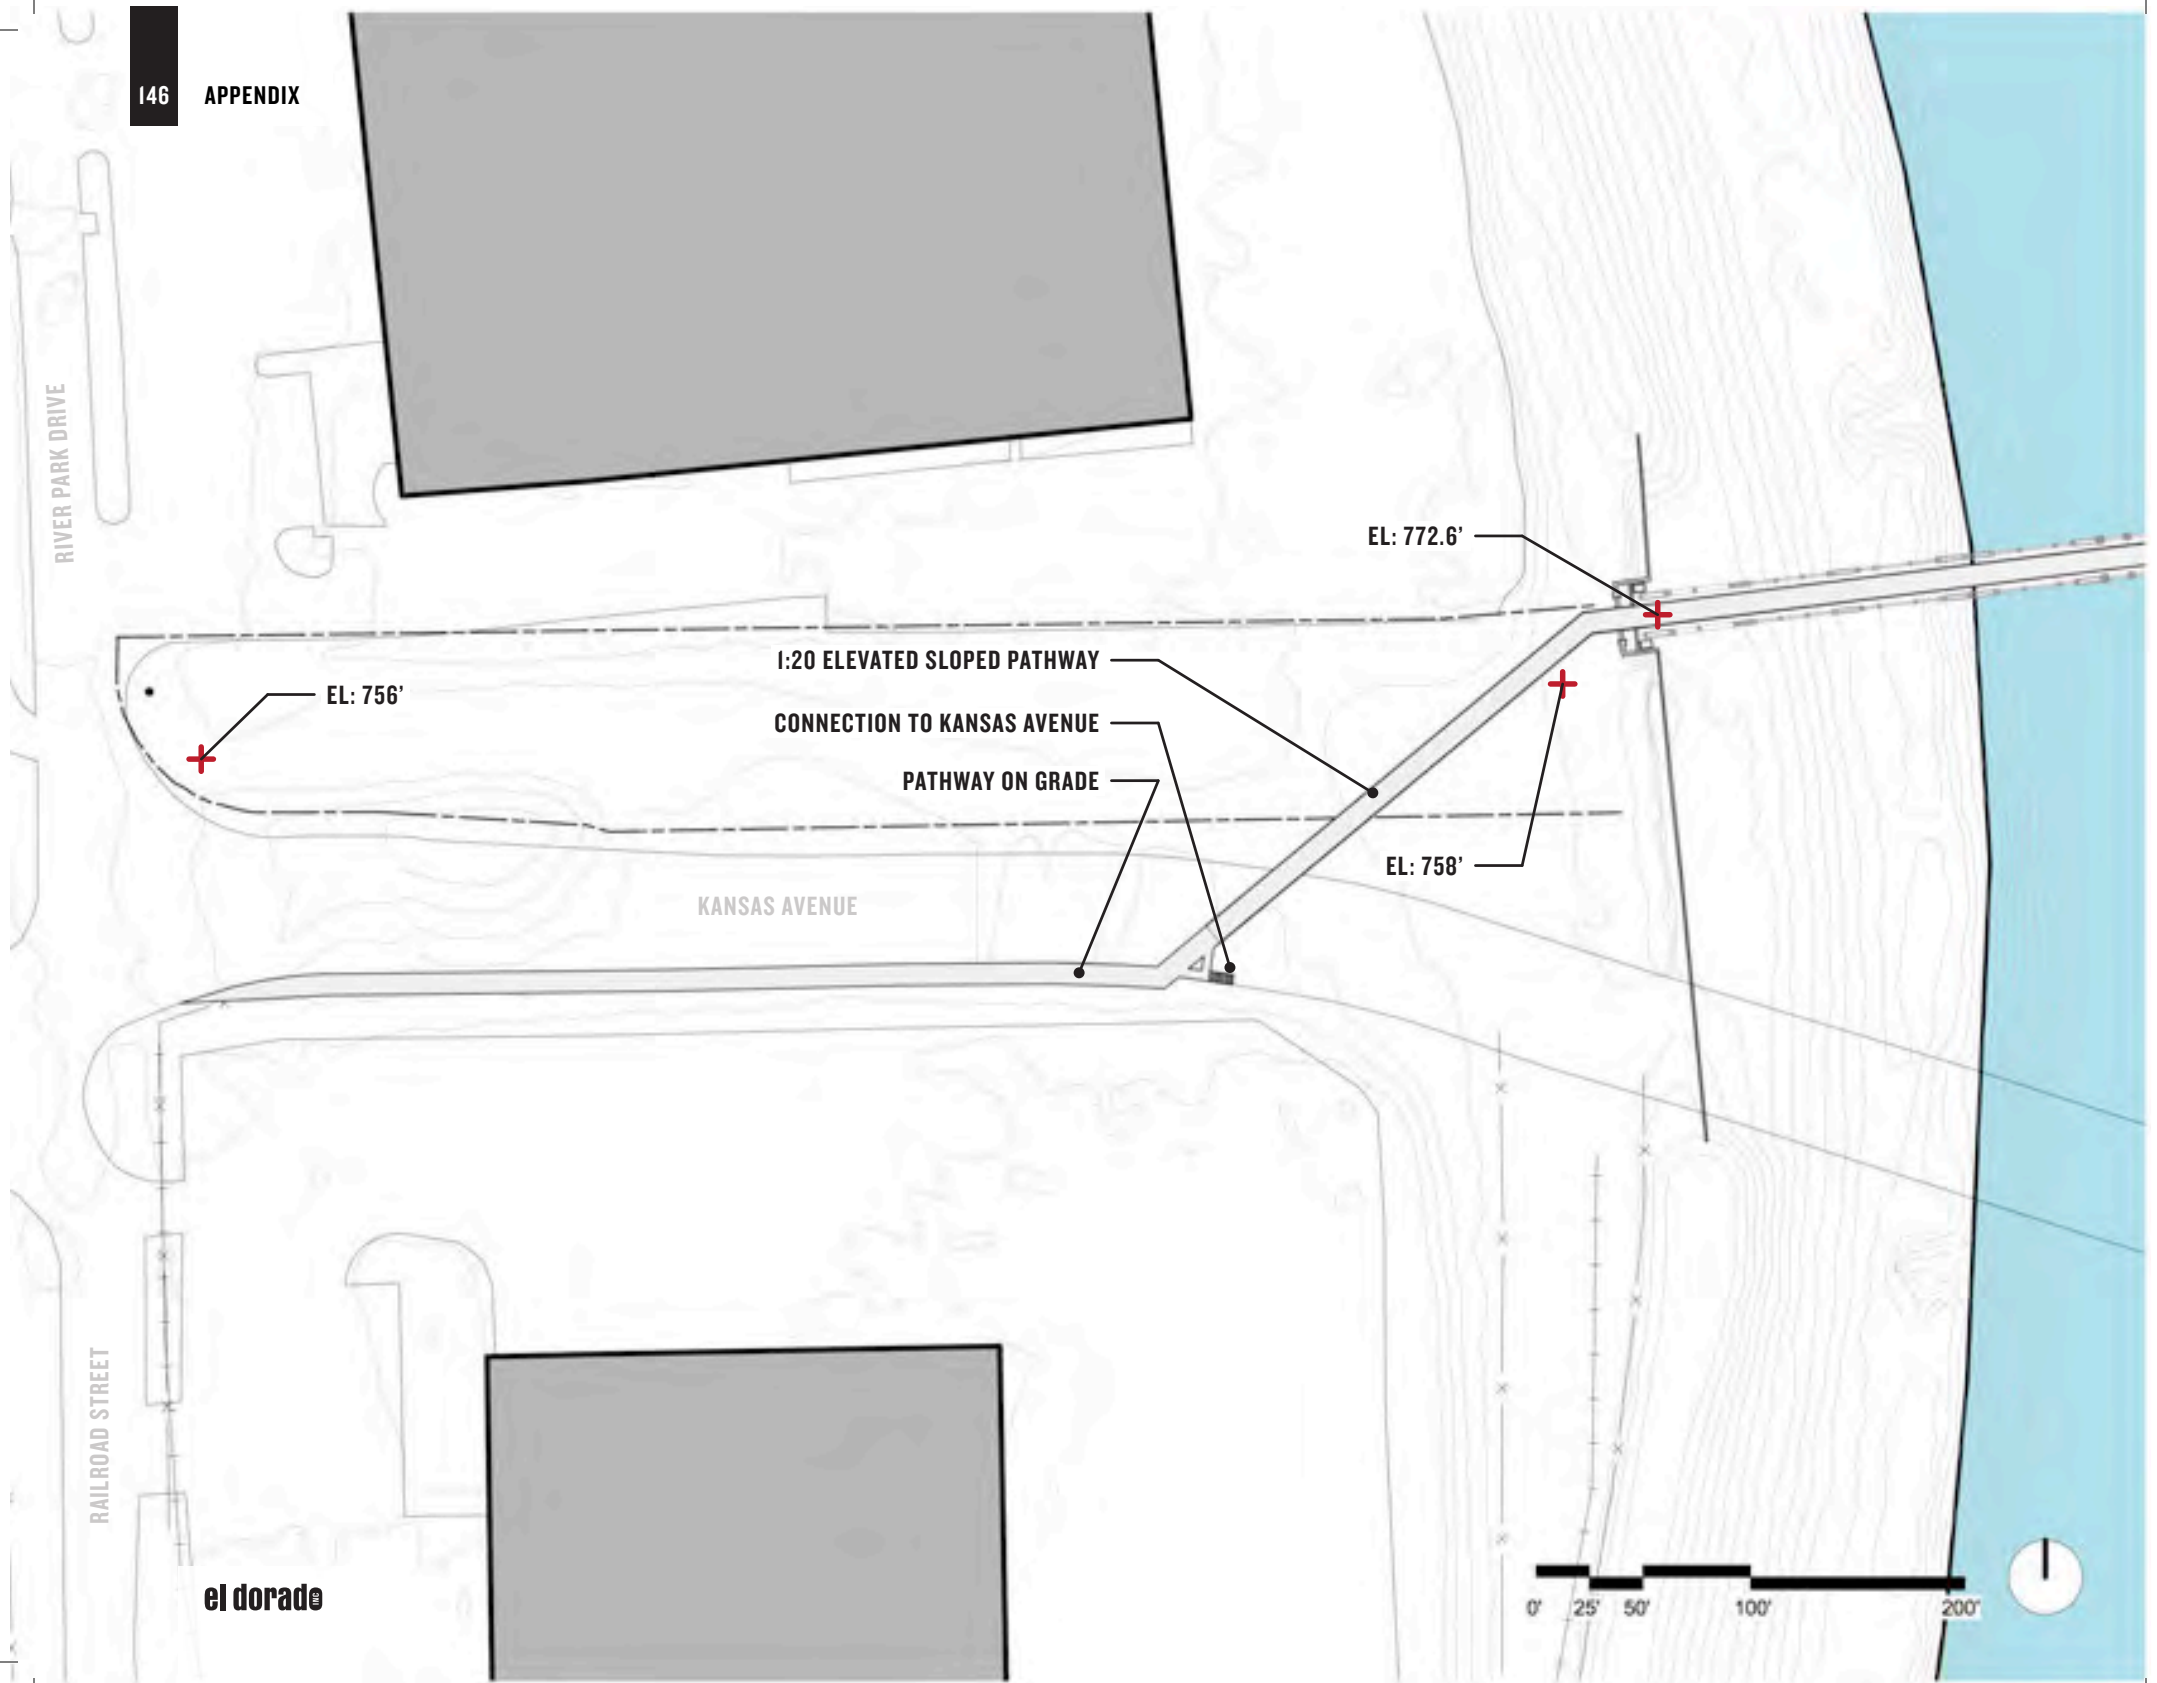 146 APPENDIX
RIVER PARK DRIVE
EL: 772.6’
1:20 ELEVATED SLOPED PATHWAY
EL: 756’
CONNECTION TO KANSAS AVENUE
PATHWAY ON GRADE
EL: 758’
KANSAS AVENUE
RAILROAD STREET
el dorado INC
0' 25' 50' 100' 200'